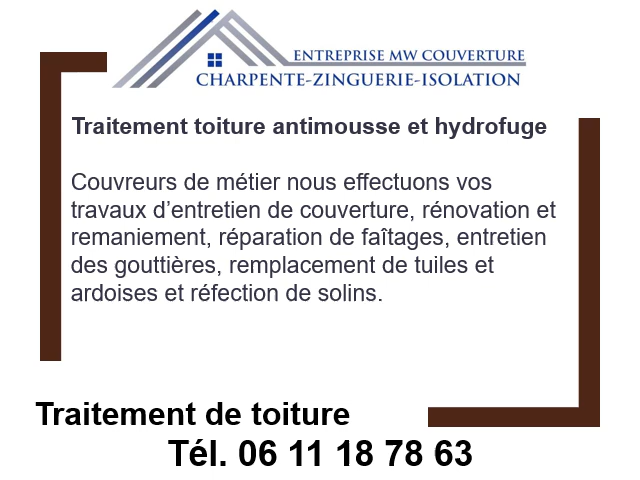 ENTREPRISE MW COUVERTURE
CHARPENTE-ZINGUERIE-ISOLATION
Traitement toiture antimousse et hydrofuge
Couvreurs de métier nous effectuons vos
travaux d’entretien de couverture, rénovation et
remaniement, réparation de faîtages, entretien
des gouttières, remplacement de tuiles et
ardoises et réfection de solins.
Traitement de toiture
Tél. 06 11 18 78 63